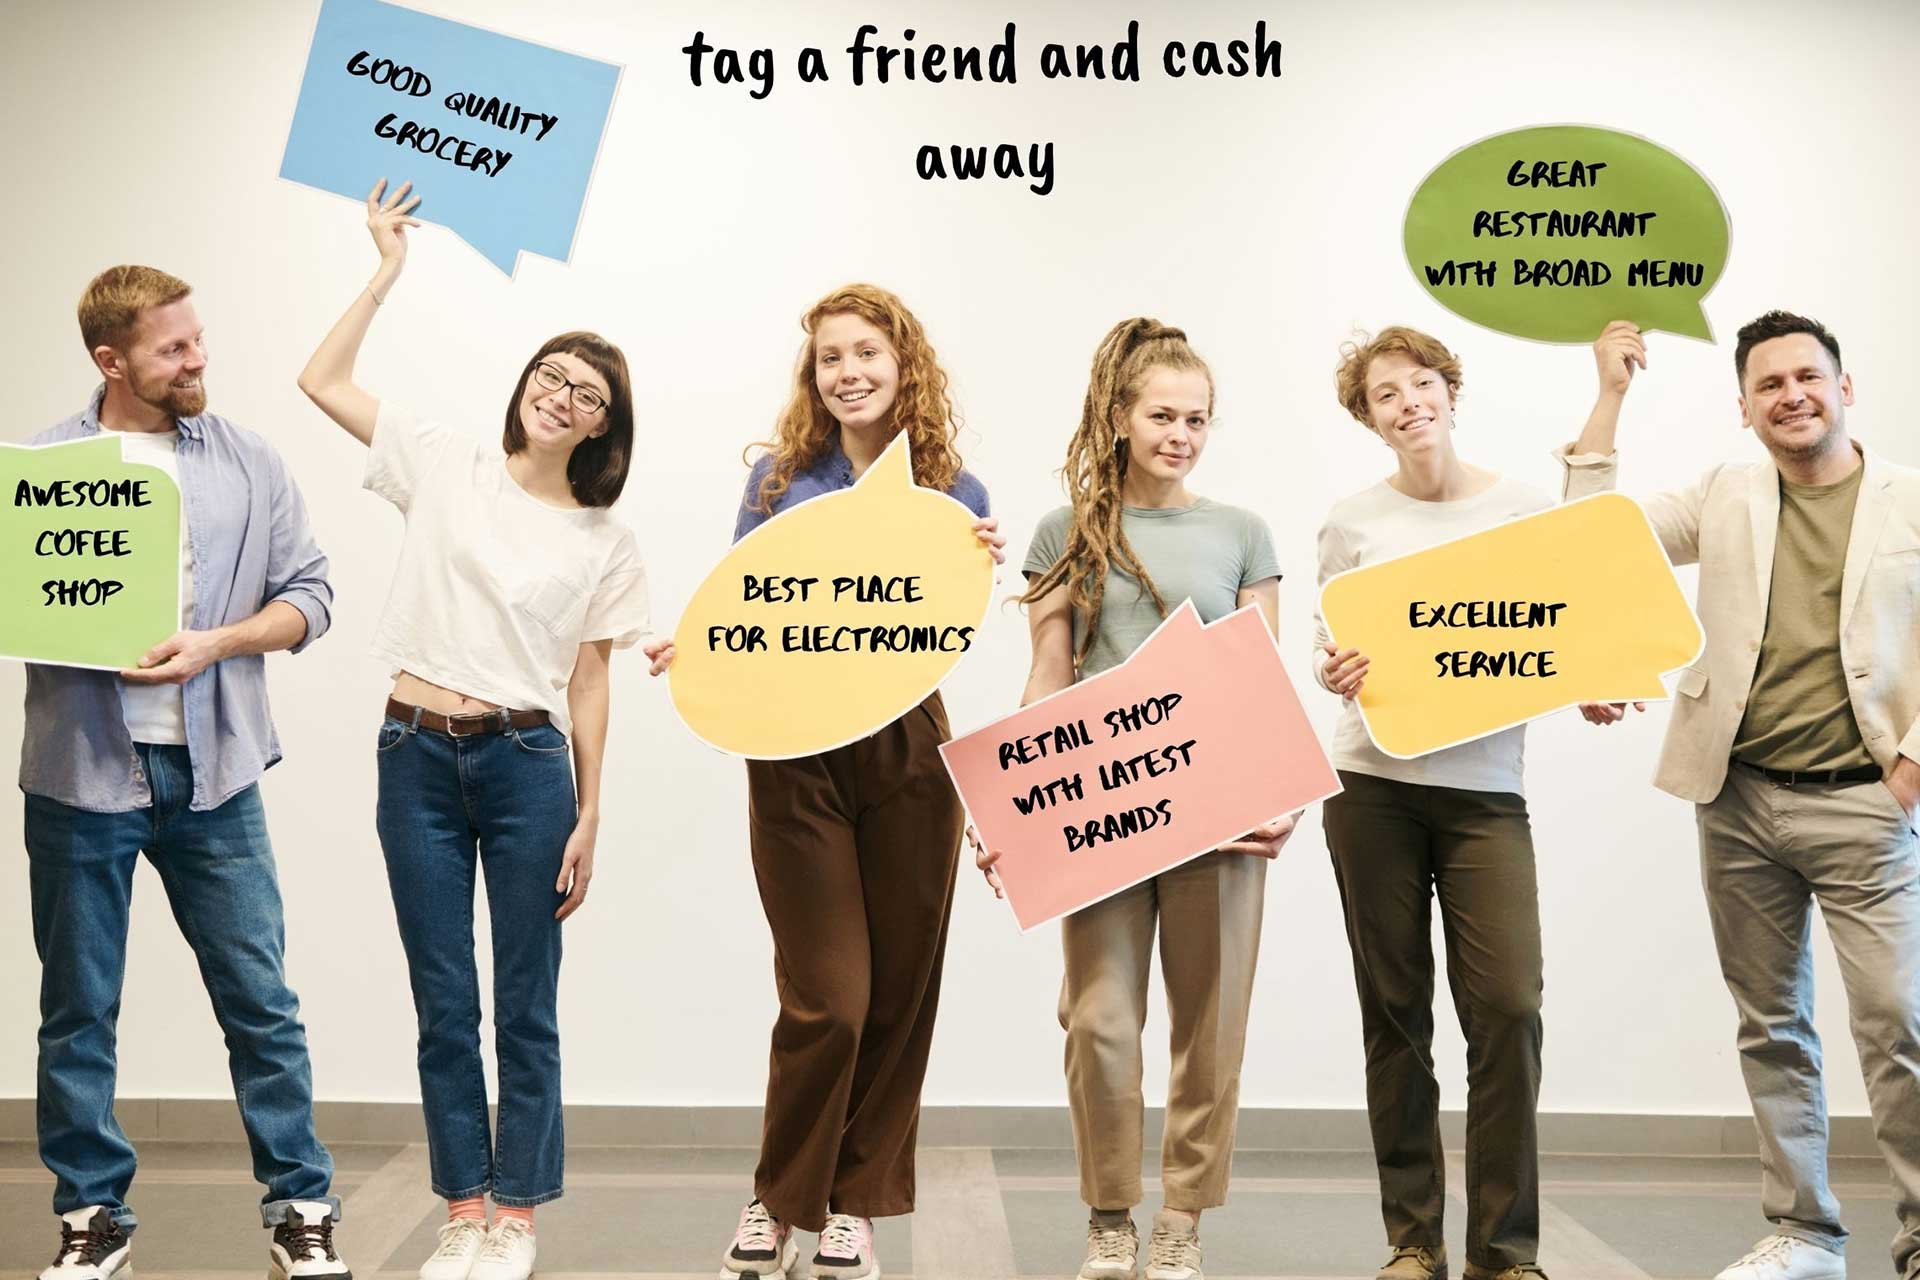 tag a friend and cash
away
GOOD QUALITY
GROCERY
GREAT
RESTAURANT
WITH BROAD MENU
AWESOME
COFEE
SHOP
BEST PLACE
FOR ELECTRONICS
RETAIL SHOP
WITH LATEST
BRANDS
EXCELLENT
SERVICE